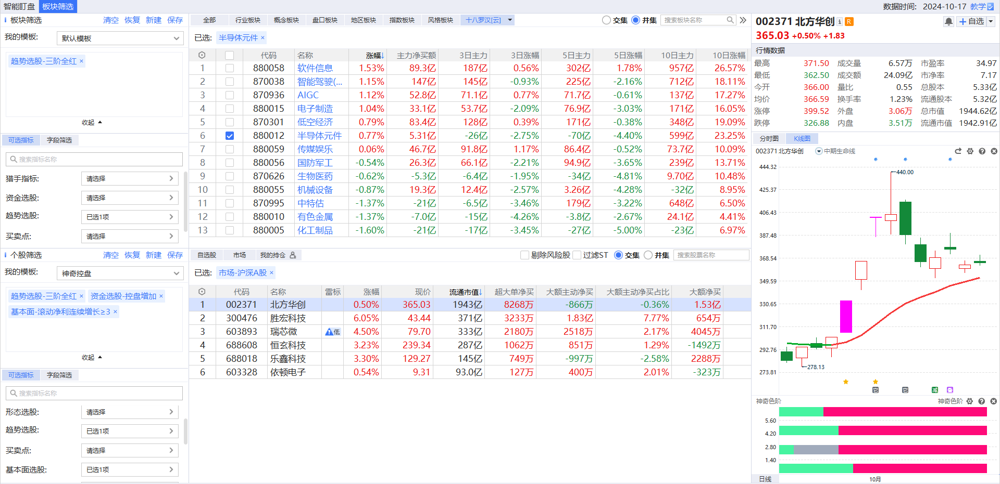 智能盯盘 板块筛选 数据时间: 2024-10-17 教学
板块筛选 清空 恢复 新建 保存
我的模板: 默认模板
趋势选股-三阶全红 ×
收起
可选指标 字段筛选
搜索指标名称
猎手指标: 请选择
资金选股: 请选择
趋势选股: 已选1项
买卖点: 请选择
个股筛选 清空 恢复 新建 保存
我的模板: 神奇控盘
趋势选股-三阶全红 × 资金选股-控盘增加 ×
基本面-滚动净利连续增长≥3 ×
收起
可选指标 字段筛选
搜索指标名称
形态选股: 请选择
趋势选股: 已选1项
买卖点: 请选择
基本面选股: 已选1项
全部 行业板块 概念板块 盘口板块 地区板块 指数板块 风格板块 十八罗汉[云] 交集 并集 搜索板块名称
已选: 半导体元件 ×
代码 名称 涨幅↓ 主力净买额 3日主力 3日涨幅 5日主力 5日涨幅 10日主力 10日涨幅
1 880058 软件信息 1.53% 89.3亿 187亿 0.56% 302亿 1.78% 957亿 26.57%
2 870038 智能驾驶(... 1.15% 147亿 145亿 -0.93% 225亿 -2.16% 712亿 18.11%
3 870936 AIGC 1.12% 52.8亿 71.1亿 0.77% 71.7亿 -0.61% 137亿 17.27%
4 880015 电子制造 1.04% 33.1亿 53.7亿 -2.09% 76.9亿 -3.03% 171亿 16.05%
5 870301 低空经济 0.79% 83.4亿 128亿 0.39% 171亿 -0.38% 348亿 19.09%
6 880012 半导体元件 0.77% 5.31亿 -26亿 -2.75% -70亿 -4.40% 599亿 23.25%
7 880059 传媒娱乐 0.06% 46.7亿 91.8亿 1.17% 86.4亿 -0.52% 73.7亿 10.09%
8 880056 国防军工 -0.54% 26.3亿 66.1亿 -2.21% 94.9亿 -3.65% 239亿 13.71%
9 870626 生物医药 -0.62% -5.3亿 -6.4亿 -1.95% -34亿 -4.81% 9.70亿 10.48%
10 880055 机械设备 -0.87% 19.3亿 12.4亿 -2.57% 3.26亿 -4.28% -32亿 8.95%
11 870995 中特估 -1.37% -21亿 -6.5亿 -3.46% 179亿 -3.22% 648亿 6.50%
12 880010 有色金属 -1.37% -7.0亿 -15亿 -4.26% -3.8亿 -2.67% 24.1亿 4.41%
13 880005 化工制品 -1.60% -21亿 -17亿 -3.45% -27亿 -5.00% -23亿 6.97%
自选股 市场 我的持仓 剔除风险股 过滤ST 交集 并集 搜索股票名称
已选: 市场-沪深A股 ×
代码 名称 雷标 涨幅 现价 流通市值↓ 超大单净买 大额主动净买 大额主动净买占比 大额净买
1 002371 北方华创 0.50% 365.03 1943亿 8268万 -866万 -0.36% 1.53亿
2 300476 胜宏科技 6.05% 43.44 371亿 3233万 1.83亿 7.77% 654万
3 603893 瑞芯微 低 4.50% 79.70 333亿 2180万 2518万 2.17% 4045万
4 688608 恒玄科技 3.23% 239.34 287亿 1062万 851万 1.29% -1492万
5 688018 乐鑫科技 3.30% 129.27 145亿 749万 -997万 -2.58% 2288万
6 603328 依顿电子 0.54% 9.31 93.0亿 127万 400万 2.01% -323万
002371 北方华创 i R + 自选
365.03 +0.50% +1.83
行情数据
最高 371.50 成交量 6.57万 市盈率 34.97
最低 362.50 成交额 24.09亿 市净率 7.17
今开 366.00 量比 0.55 总股本 5.33亿
均价 366.59 换手率 1.23% 流通股本 5.32亿
涨停 399.52 外盘 3.06万 总市值 1944.62亿
跌停 326.88 内盘 3.51万 流通市值 1942.91亿
分时图 K线图
002371 北方华创 中期生命线
444.32
440.00
425.37
406.43
387.48
368.54
349.59
330.65
311.70
292.76
278.13
273.81
神奇色阶 神奇色阶
5.60
4.20
2.80
1.40
日线 10月